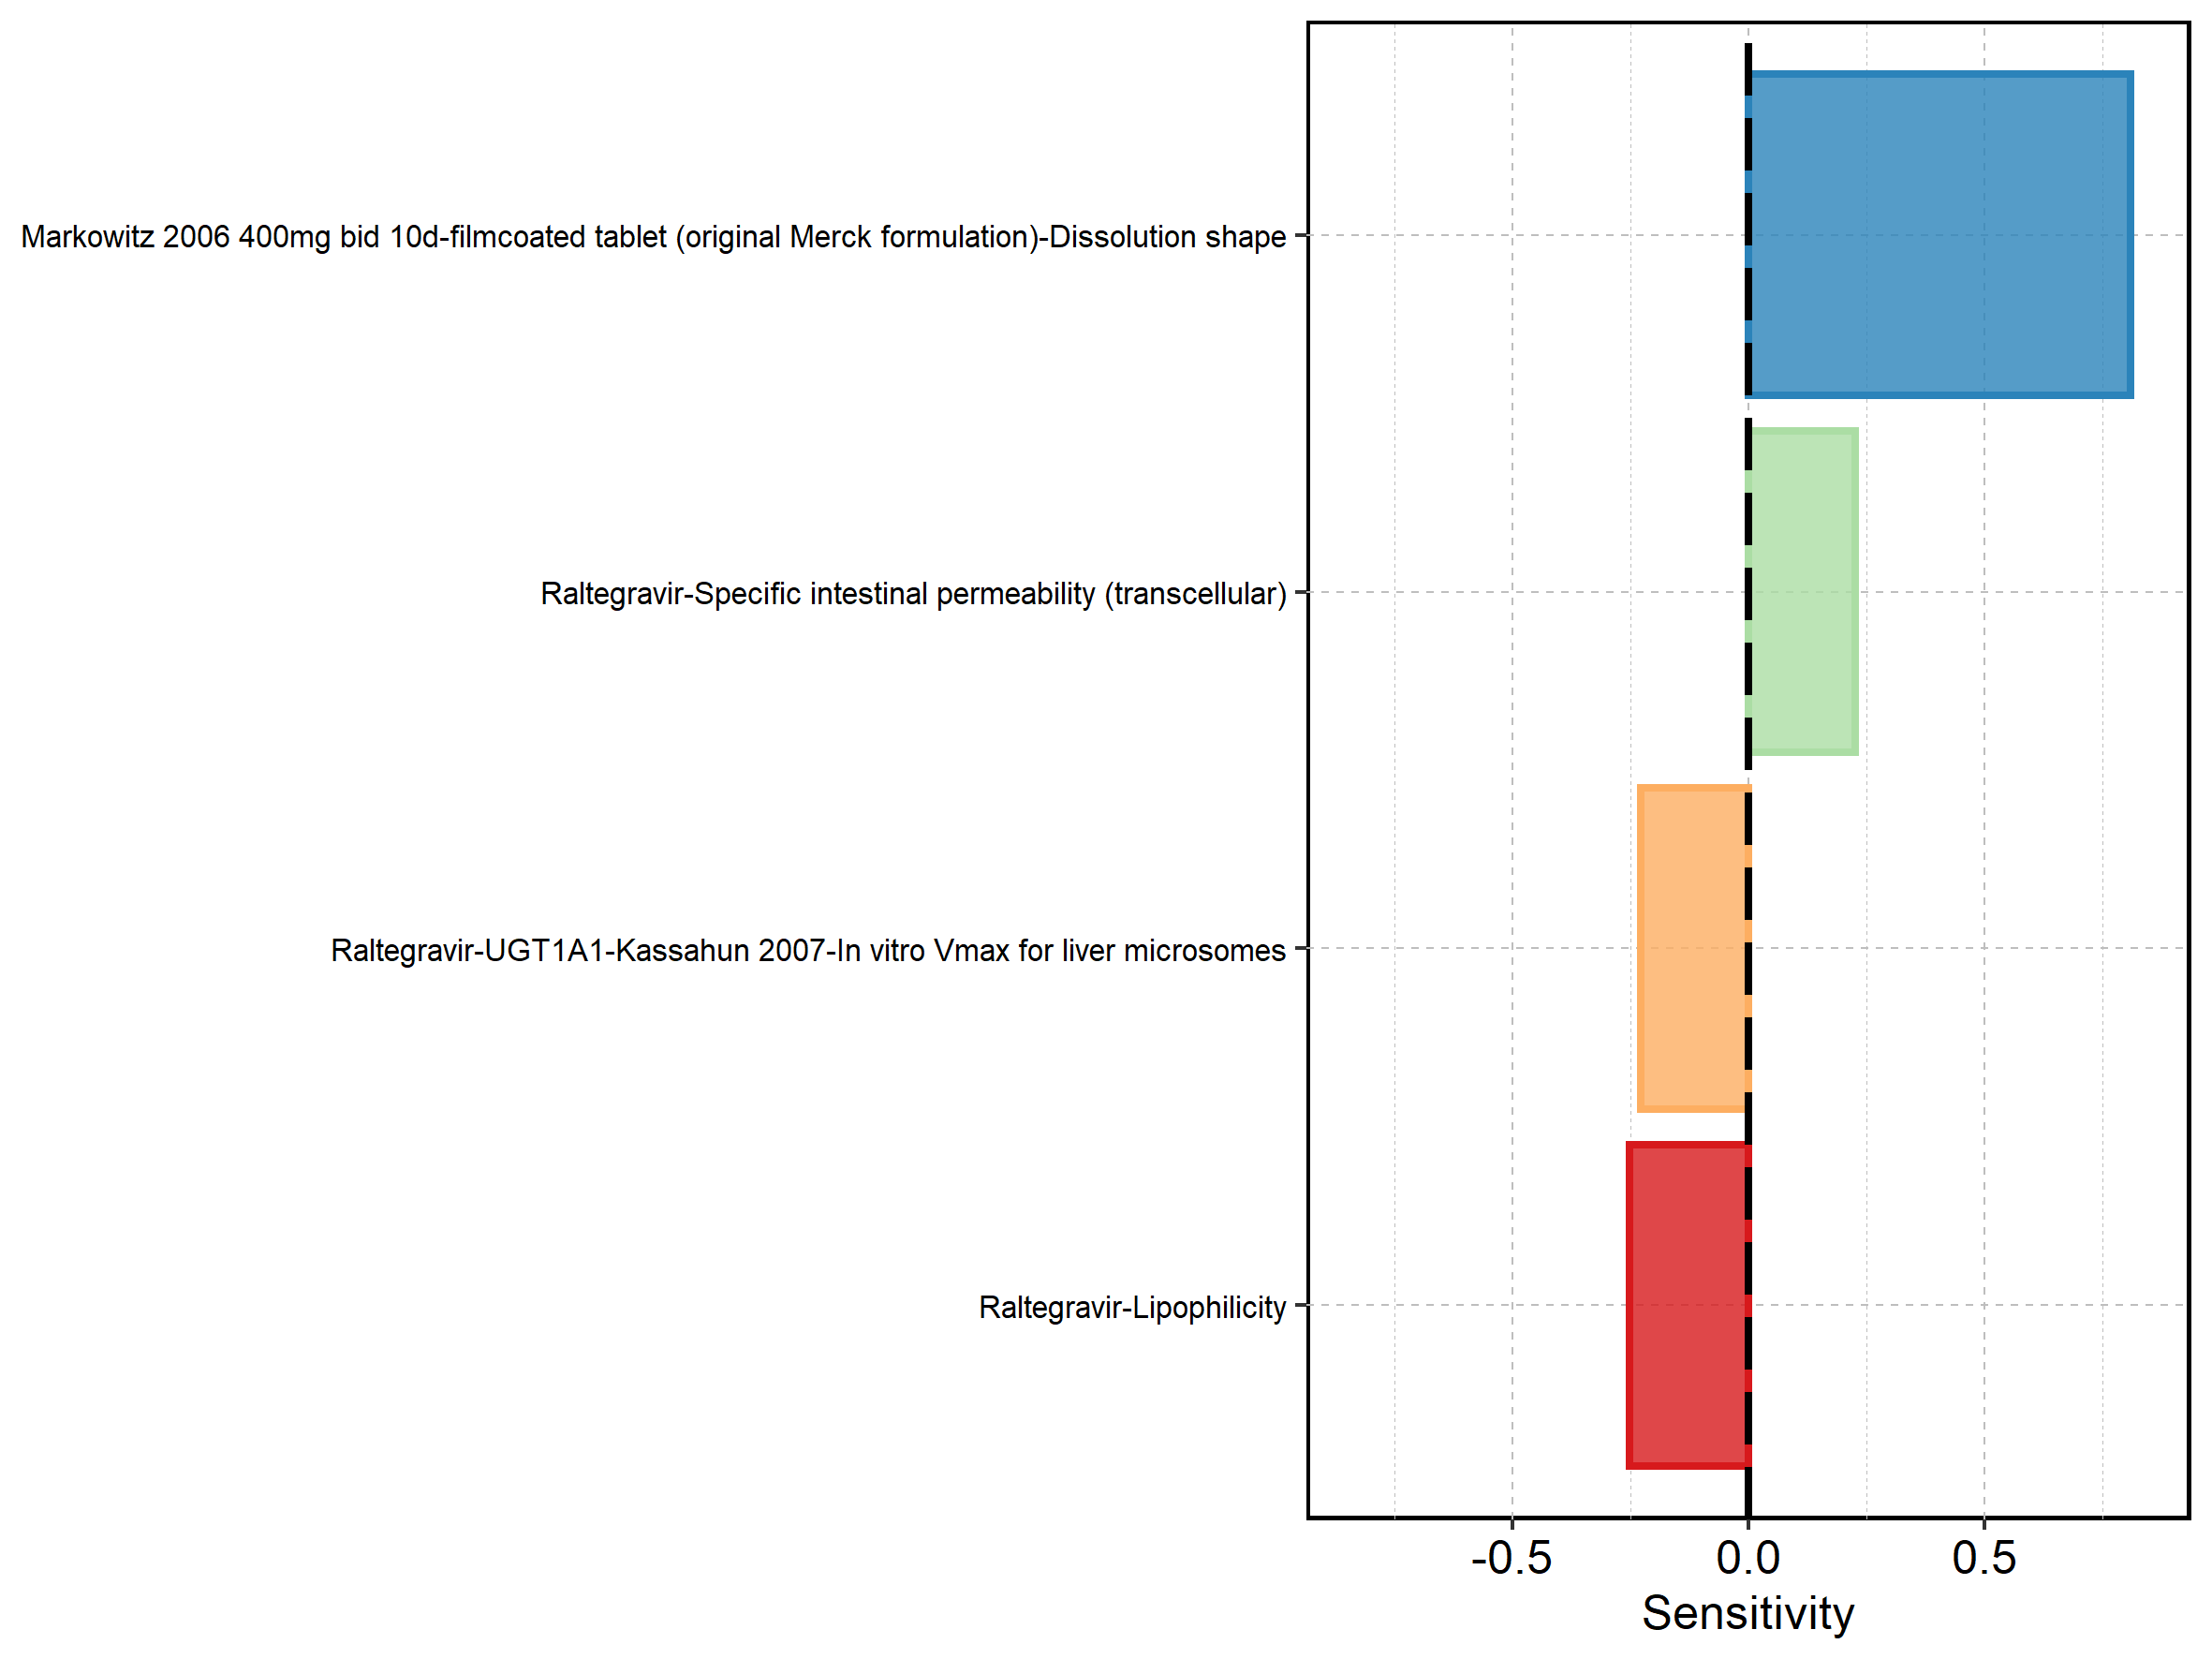 Markowitz 2006 400mg bid 10d-filmcoated tablet (original Merck formulation)-Dissolution shape
Raltegravir-Specific intestinal permeability (transcellular)
Raltegravir-UGT1A1-Kassahun 2007-In vitro Vmax for liver microsomes
Raltegravir-Lipophilicity
-0.5 0.0 0.5
Sensitivity